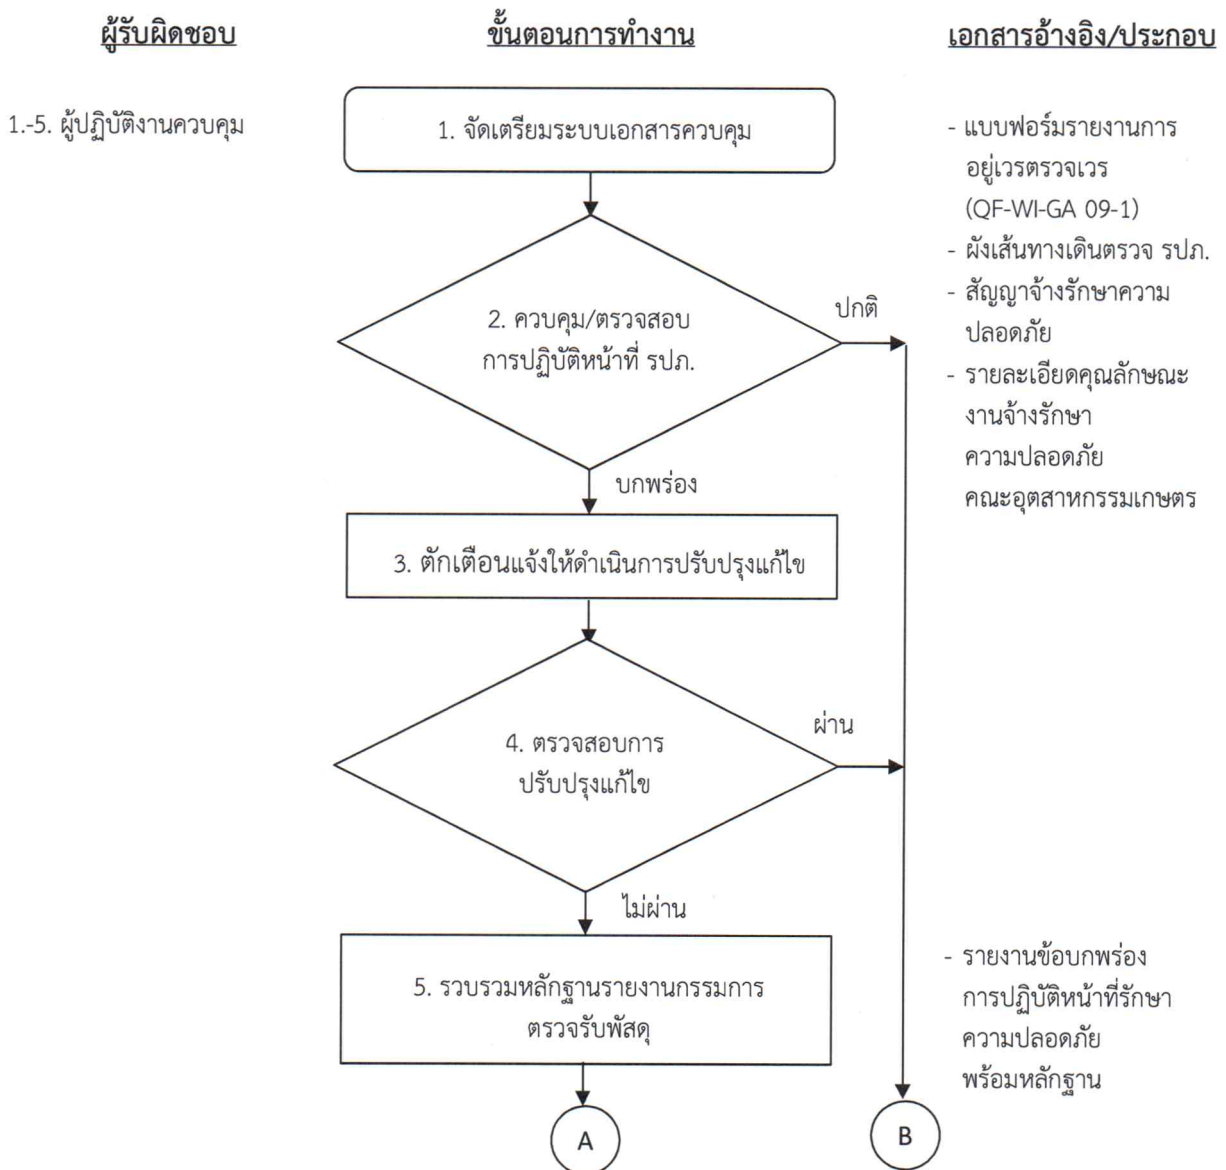 ผู้รับผิดชอบ
ขั้นตอนการทำงาน
เอกสารอ้างอิง/ประกอบ
1.-5. ผู้ปฏิบัติงานควบคุม
1. จัดเตรียมระบบเอกสารควบคุม
2. ควบคุม/ตรวจสอบ
การปฏิบัติหน้าที่ รปภ.
ปกติ
บกพร่อง
3. ตักเตือนแจ้งให้ดำเนินการปรับปรุงแก้ไข
4. ตรวจสอบการ
ปรับปรุงแก้ไข
ผ่าน
ไม่ผ่าน
5. รวบรวมหลักฐานรายงานกรรมการ
ตรวจรับพัสดุ
A
B
- แบบฟอร์มรายงานการ
อยู่เวรตรวจเวร
(QF-WI-GA 09-1)
- ผังเส้นทางเดินตรวจ รปภ.
- สัญญาจ้างรักษาความ
ปลอดภัย
- รายละเอียดคุณลักษณะ
งานจ้างรักษา
ความปลอดภัย
คณะอุตสาหกรรมเกษตร
- รายงานข้อบกพร่อง
การปฏิบัติหน้าที่รักษา
ความปลอดภัย
พร้อมหลักฐาน